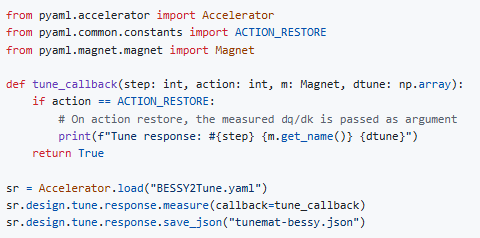 from pyaml.accelerator import Accelerator
from pyaml.common.constants import ACTION_RESTORE
from pyaml.magnet.magnet import Magnet

def tune_callback(step: int, action: int, m: Magnet, dtune: np.array):
    if action == ACTION_RESTORE:
        # On action restore, the measured dq/dk is passed as argument
        print(f"Tune response: #{step} {m.get_name()} {dtune}")
    return True

sr = Accelerator.load("BESSY2Tune.yaml")
sr.design.tune.response.measure(callback=tune_callback)
sr.design.tune.response.save_json("tunemat-bessy.json")